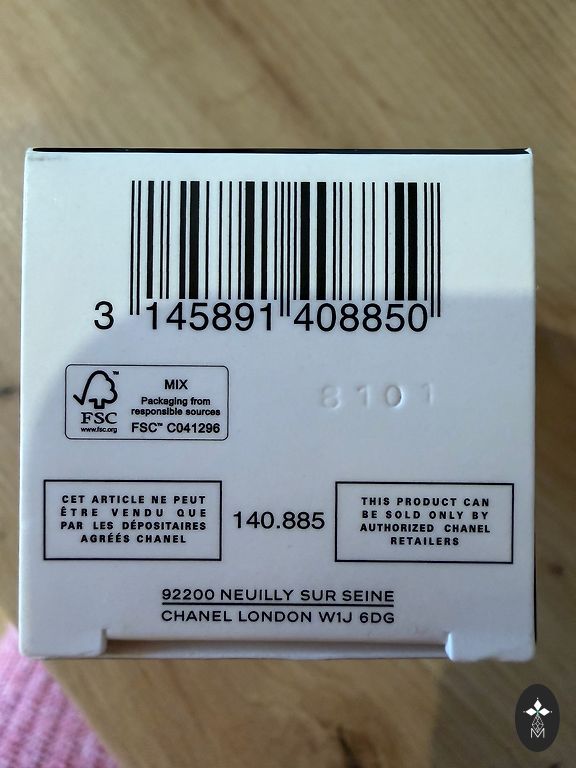 3 145891 408850
FSC™
www.fsc.org
MIX
Packaging from
responsible sources
FSC™ C041296
8101
CET ARTICLE NE PEUT
ÊTRE VENDU QUE
PAR LES DÉPOSITAIRES
AGRÉÉS CHANEL
140.885
THIS PRODUCT CAN
BE SOLD ONLY BY
AUTHORIZED CHANEL
RETAILERS
92200 NEUILLY SUR SEINE
CHANEL LONDON W1J 6DG